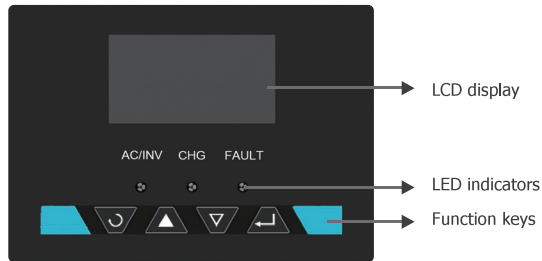 LCD display
AC/INV CHG FAULT
LED indicators
Function keys